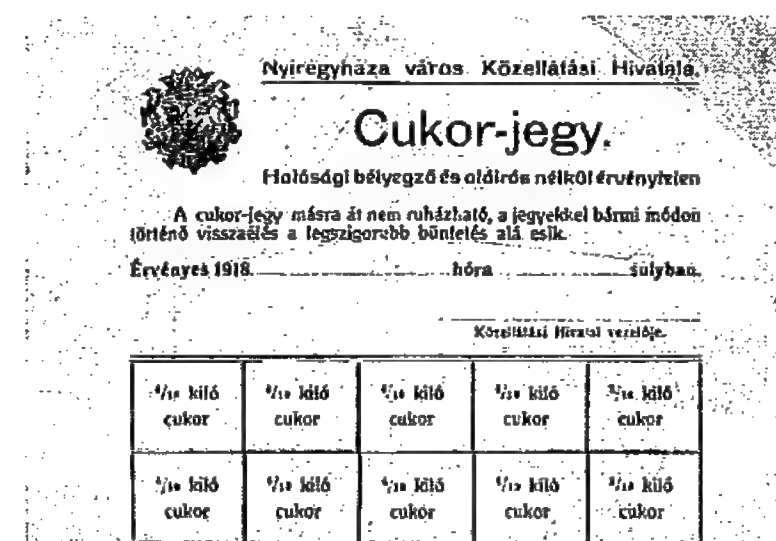 Nyíregyháza város Közellátási Hivatala.
Cukor-jegy.
Hatósági bélyegző és aláírás nélkül érvénytelen
A cukor-jegy másra át nem ruházható, a jegyekkel bármi módon
történő visszaélés a legszigorubb büntetés alá esik.
Érvényes 1918. hóra súlyban.
Közellátási Hivatal vezetője.
kiló kiló kiló kiló kiló
cukor cukor cukor cukor cukor
kiló kiló kiló kiló kiló
cukor cukor cukor cukor cukor